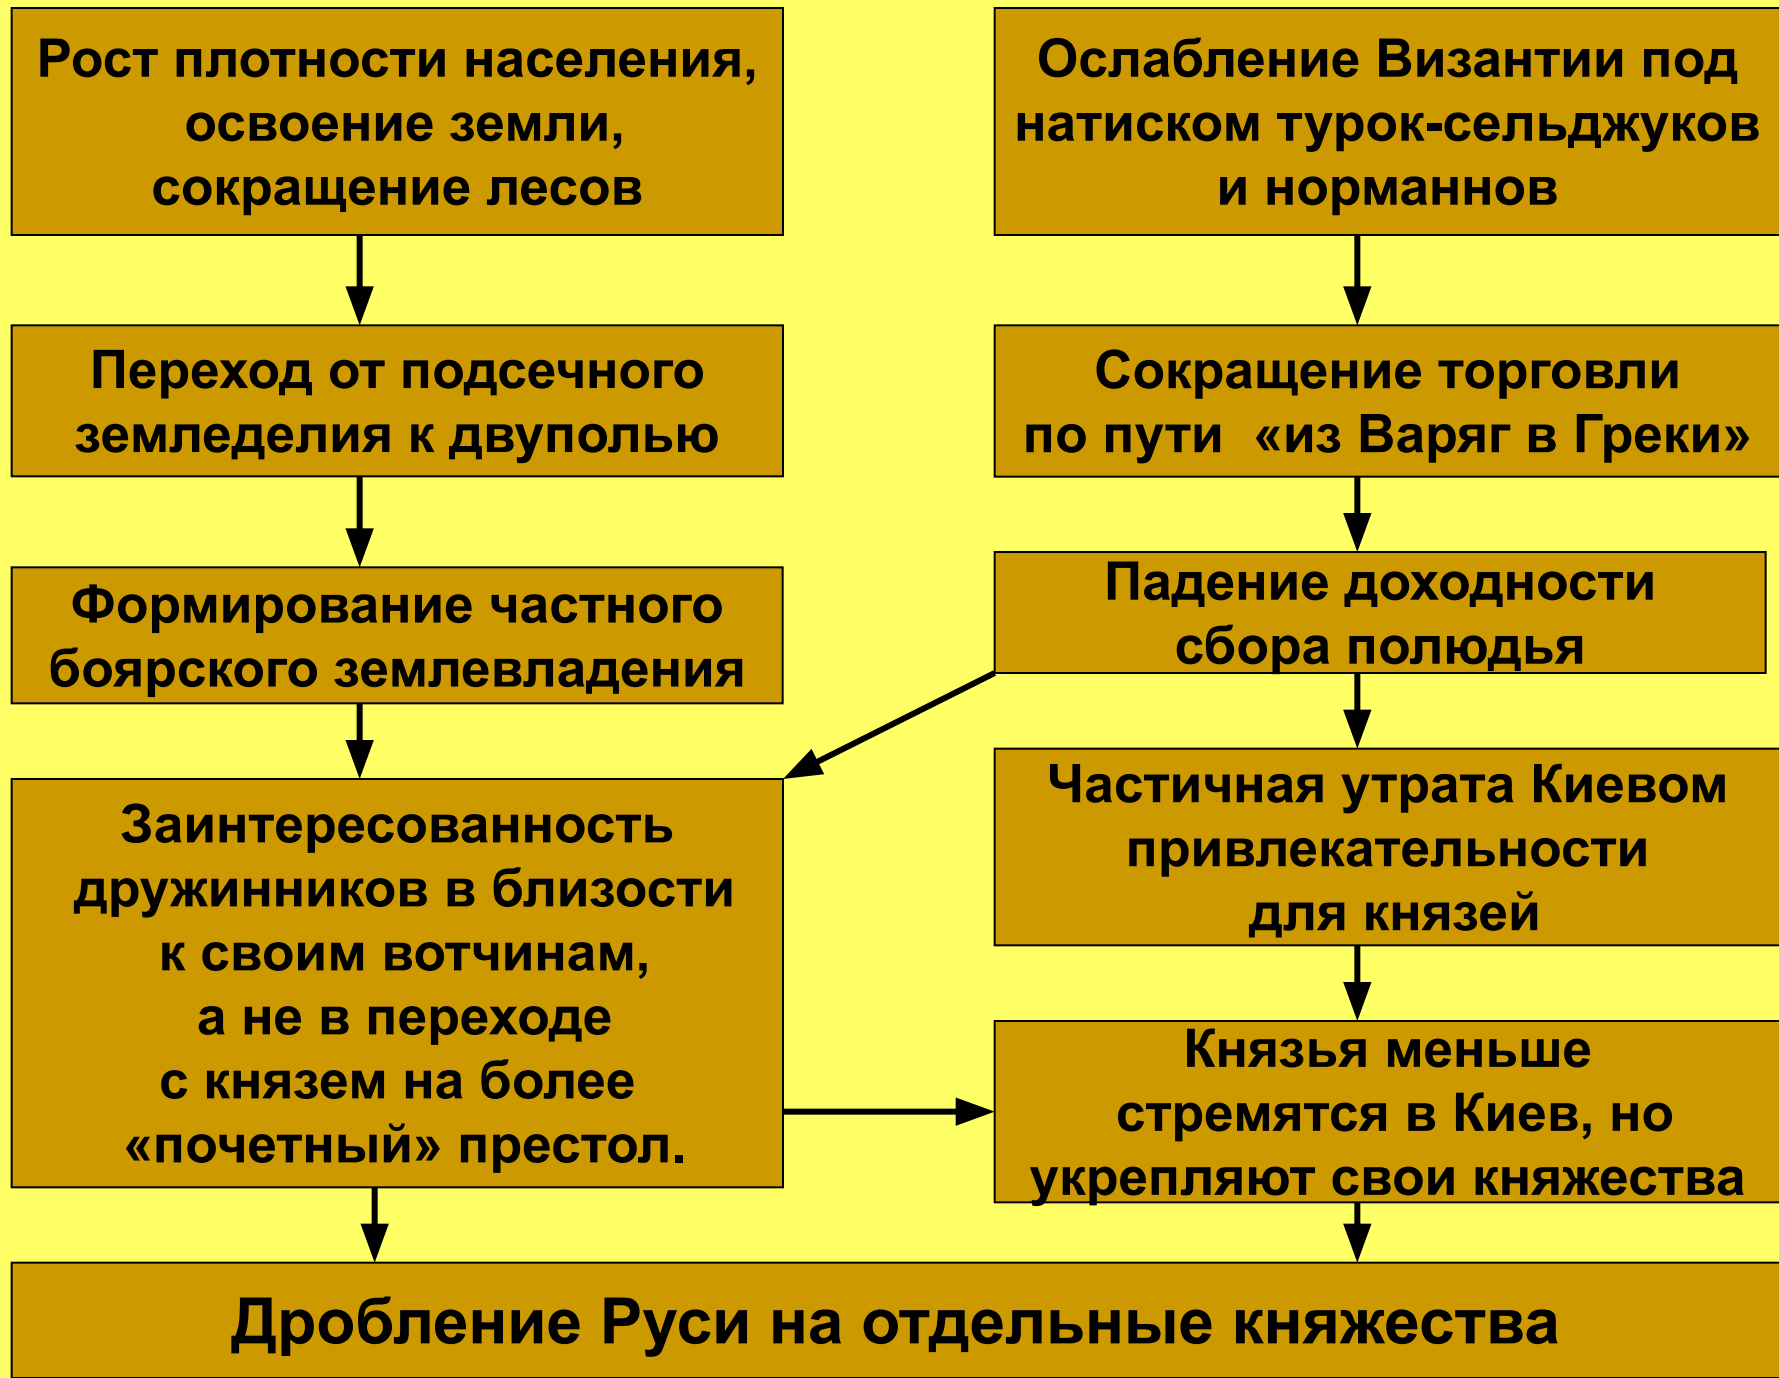 Рост плотности населения,
освоение земли,
сокращение лесов
Ослабление Византии под
натиском турок-сельджуков
и норманнов
Переход от подсечного
земледелия к двуполью
Сокращение торговли
по пути «из Варяг в Греки»
Формирование частного
боярского землевладения
Падение доходности
сбора полюдья
Заинтересованность
дружинников в близости
к своим вотчинам,
а не в переходе
с князем на более
«почетный» престол.
Частичная утрата Киевом
привлекательности
для князей
Князья меньше
стремятся в Киев, но
укрепляют свои княжества
Дробление Руси на отдельные княжества